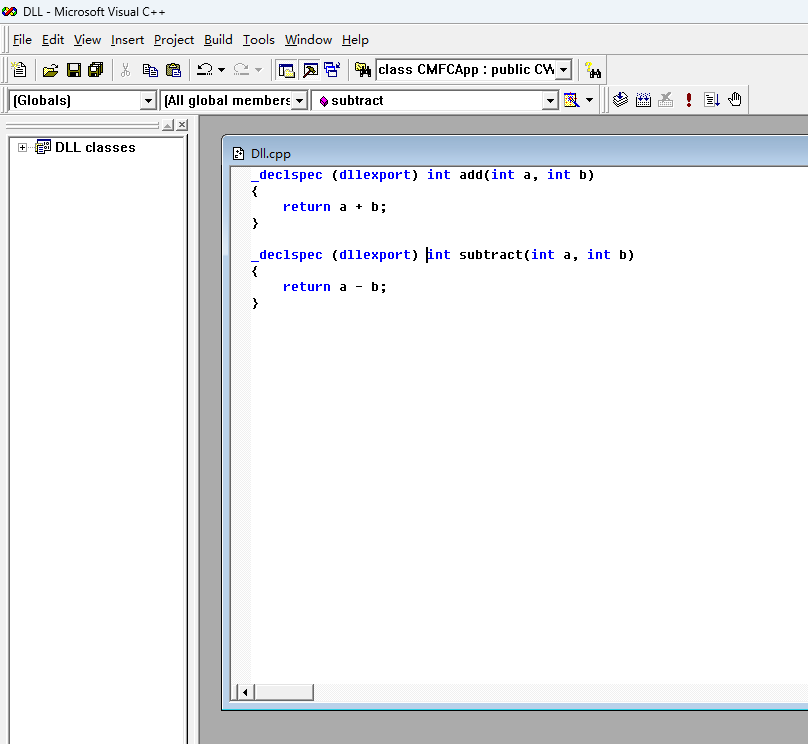 DLL - Microsoft Visual C++
File Edit View Insert Project Build Tools Window Help
class CMFCApp : public CW
(Globals) (All global members subtract
DLL classes
Dll.cpp
_declspec (dllexport) int add(int a, int b)
{
return a + b;
}
_declspec (dllexport) int subtract(int a, int b)
{
return a - b;
}